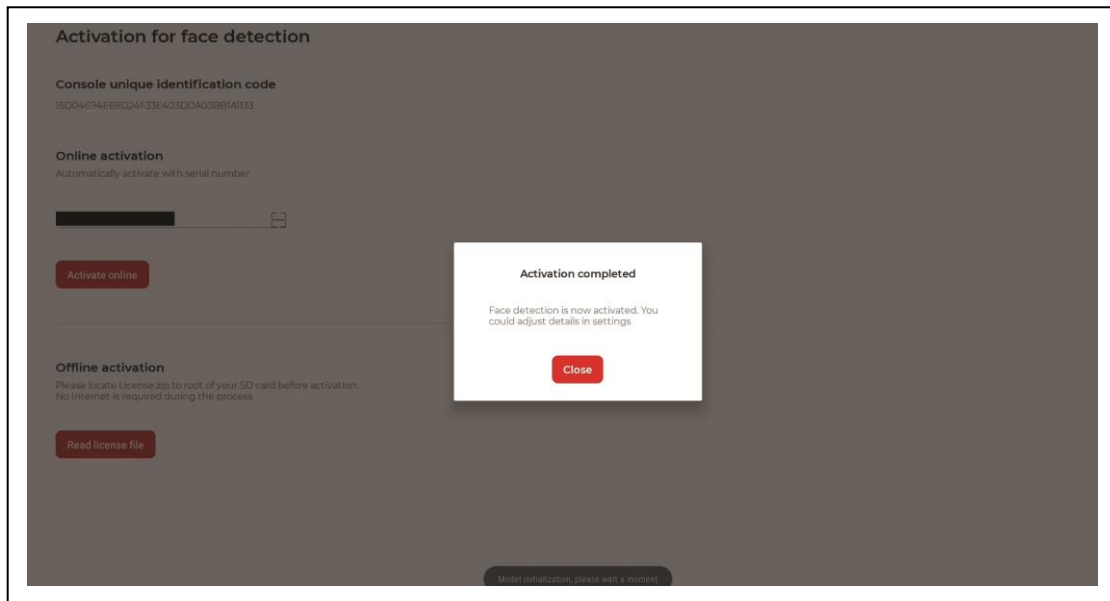 Activation for face detection
Console unique identification code
Online activation
Automatically activate with serial number
Activate online
Activation completed
Face detection is now activated. You
could adjust details in settings
Close
Offline activation
Please locate License.zip to root of your SD card before activation.
No Internet is required during the process
Read license file
Model initialization, please wait a moment